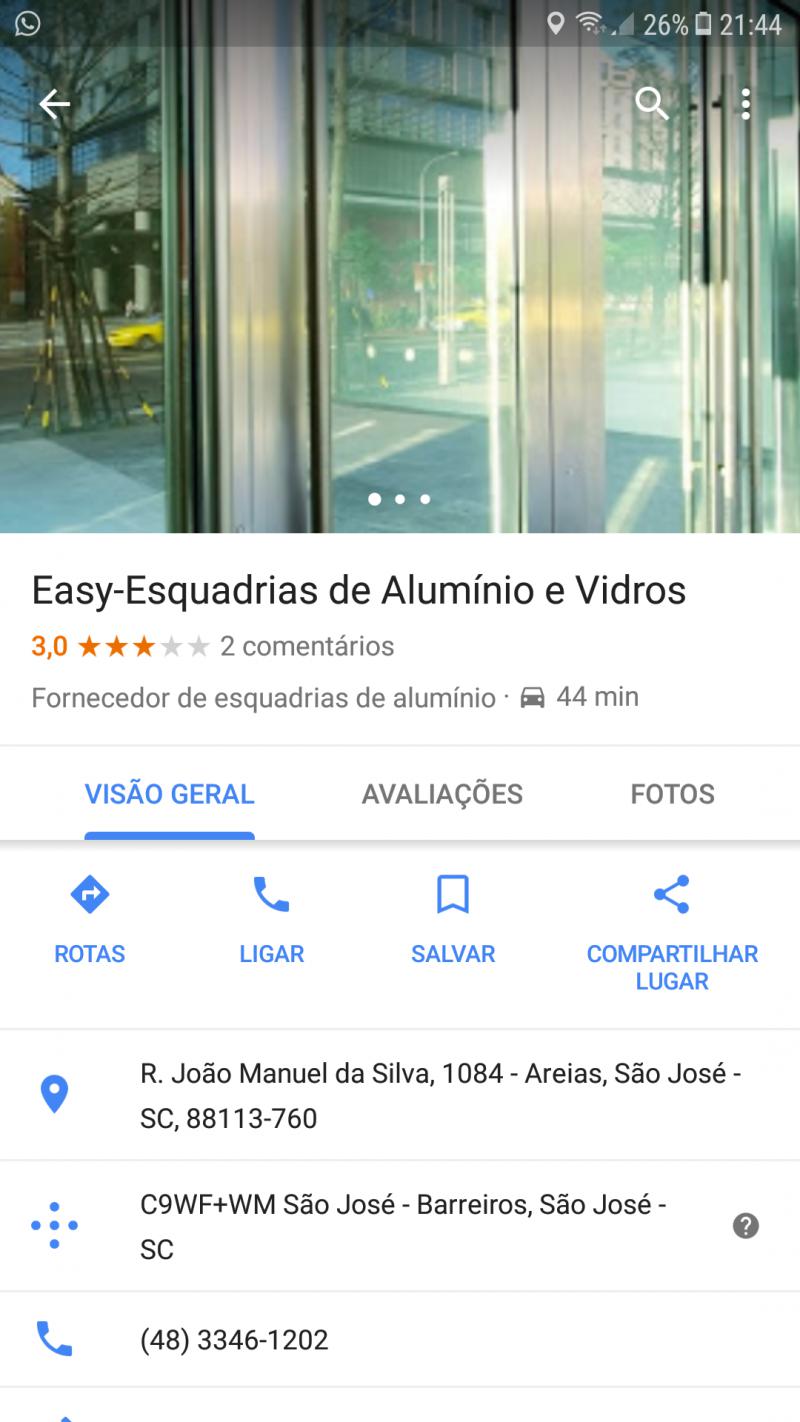 26% 21:44
Easy-Esquadrias de Alumínio e Vidros
3,0 ★★★★★ 2 comentários
Fornecedor de esquadrias de alumínio · 44 min
VISÃO GERAL AVALIAÇÕES FOTOS
ROTAS LIGAR SALVAR COMPARTILHAR
LUGAR
R. João Manuel da Silva, 1084 - Areias, São José -
SC, 88113-760
C9WF+WM São José - Barreiros, São José -
SC
(48) 3346-1202